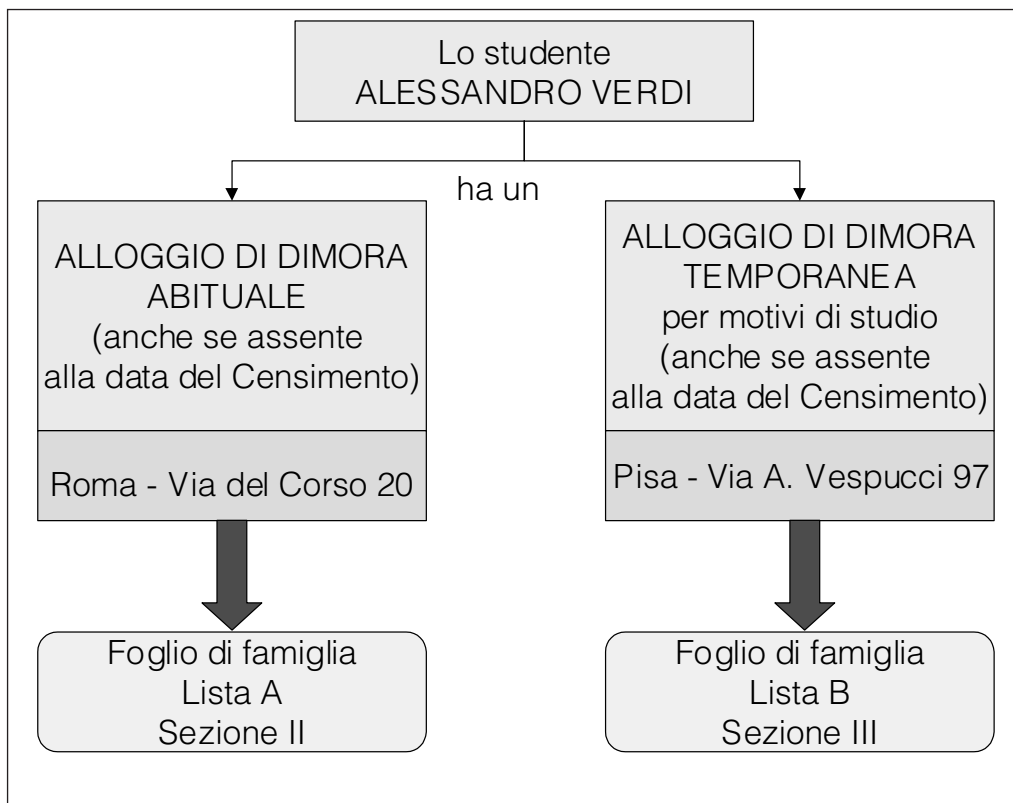 Lo studente
ALESSANDRO VERDI
ha un
ALLOGGIO DI DIMORA
ABITUALE
(anche se assente
alla data del Censimento)
Roma - Via del Corso 20
Foglio di famiglia
Lista A
Sezione II
ALLOGGIO DI DIMORA
TEMPORANEA
per motivi di studio
(anche se assente
alla data del Censimento)
Pisa - Via A. Vespucci 97
Foglio di famiglia
Lista B
Sezione III